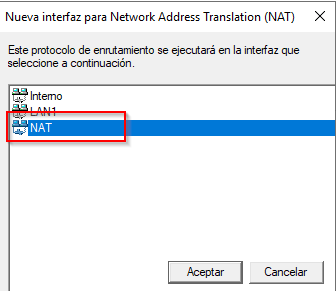 Nueva interfaz para Network Address Translation (NAT)
Este protocolo de enrutamiento se ejecutará en la interfaz que
seleccione a continuación.
Interno
LAN1
NAT
Aceptar
Cancelar